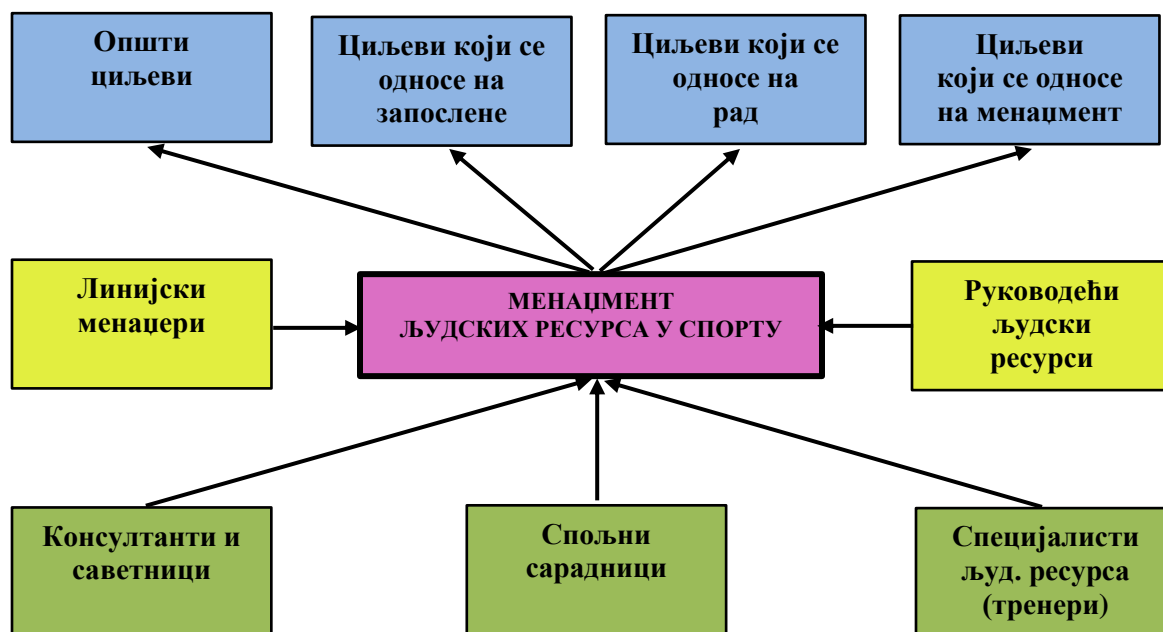 Општи
циљеви
Циљеви који се
односе на
запослене
Циљеви који се
односе на
рад
Циљеви
који се односе
на менаџмент
Линијски
менаџери
МЕНАЏМЕНТ
ЉУДСКИХ РЕСУРСА У СПОРТУ
Руководећи
људски
ресурси
Консултанти и
саветници
Спољни
сарадници
Специјалисти
људ. ресурса
(тренери)